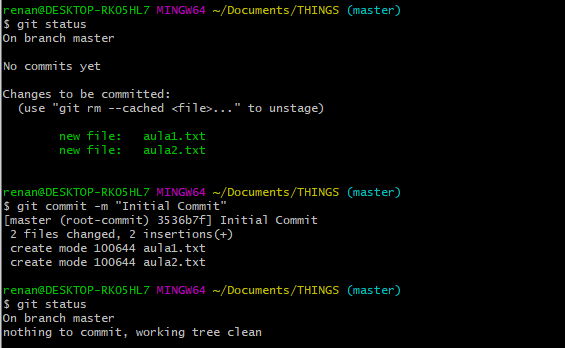 renan@DESKTOP-RKO5HL7 MINGW64 ~/Documents/THINGS (master)
$ git status
On branch master
No commits yet
Changes to be committed:
  (use "git rm --cached <file>..." to unstage)
        new file:   aula1.txt
        new file:   aula2.txt
renan@DESKTOP-RKO5HL7 MINGW64 ~/Documents/THINGS (master)
$ git commit -m "Initial Commit"
[master (root-commit) 3536b7f] Initial Commit
 2 files changed, 2 insertions(+)
 create mode 100644 aula1.txt
 create mode 100644 aula2.txt
renan@DESKTOP-RKO5HL7 MINGW64 ~/Documents/THINGS (master)
$ git status
On branch master
nothing to commit, working tree clean